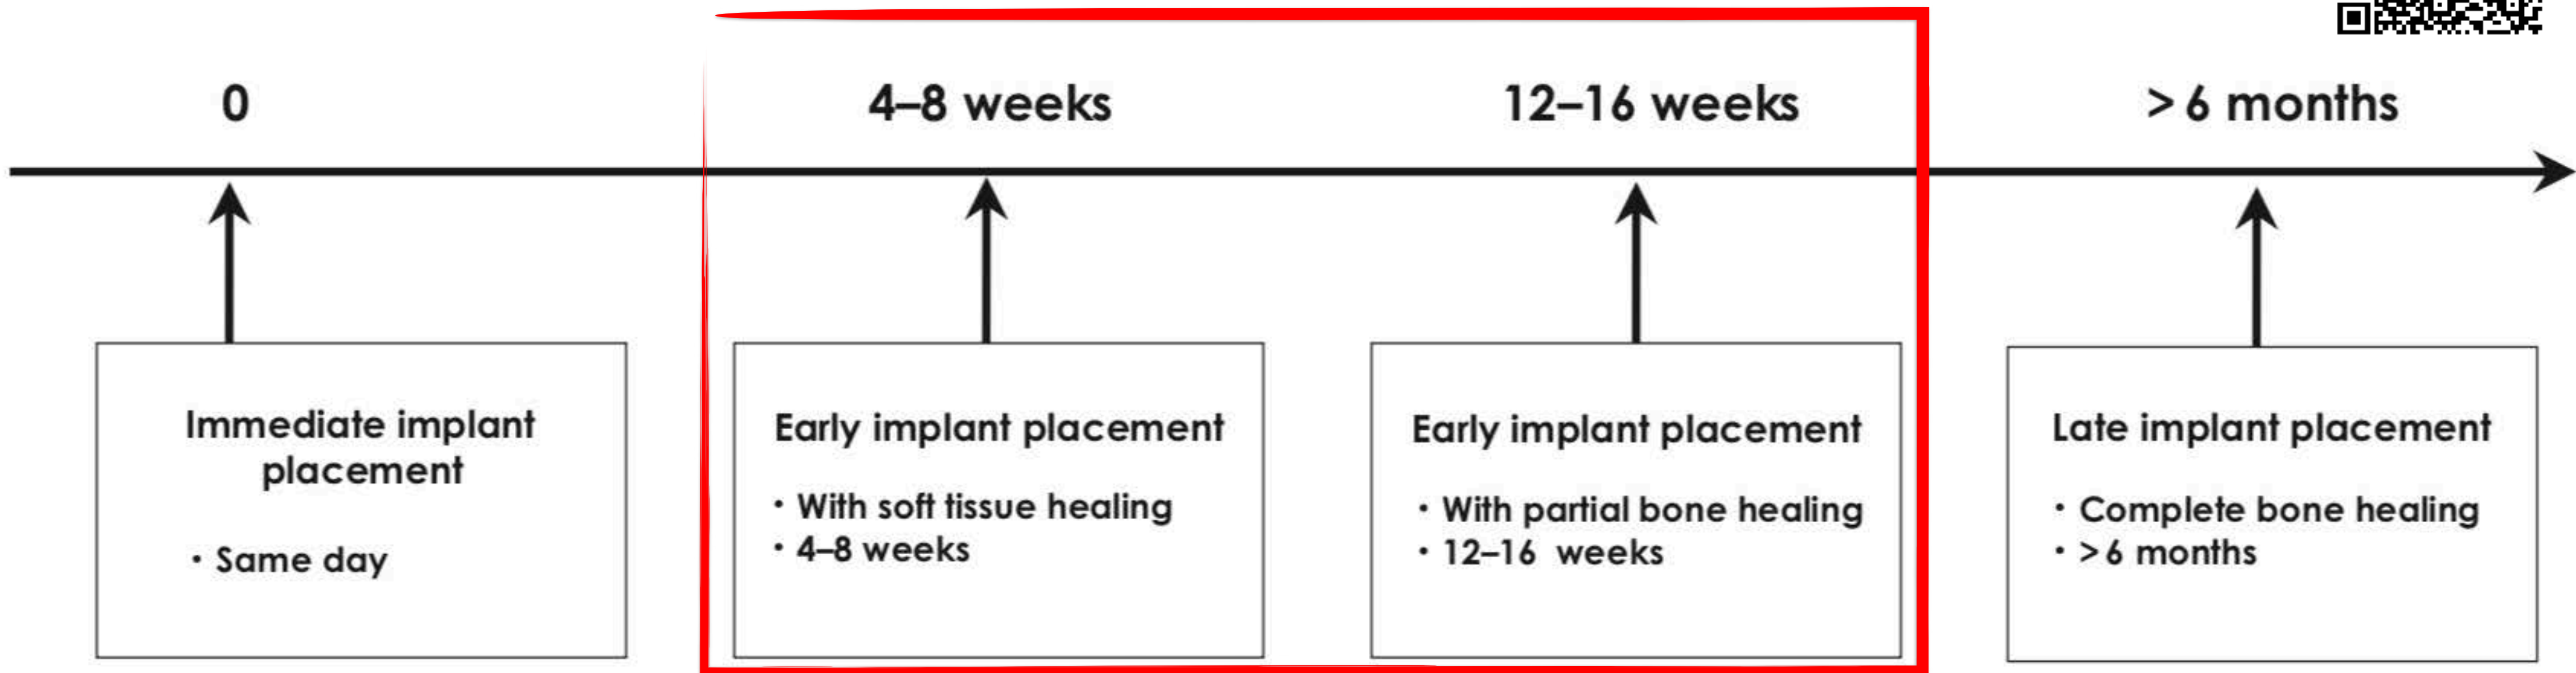 0
4–8 weeks
12–16 weeks
> 6 months
Immediate implant
placement
• Same day
Early implant placement
• With soft tissue healing
• 4–8 weeks
Early implant placement
• With partial bone healing
• 12–16 weeks
Late implant placement
• Complete bone healing
• > 6 months